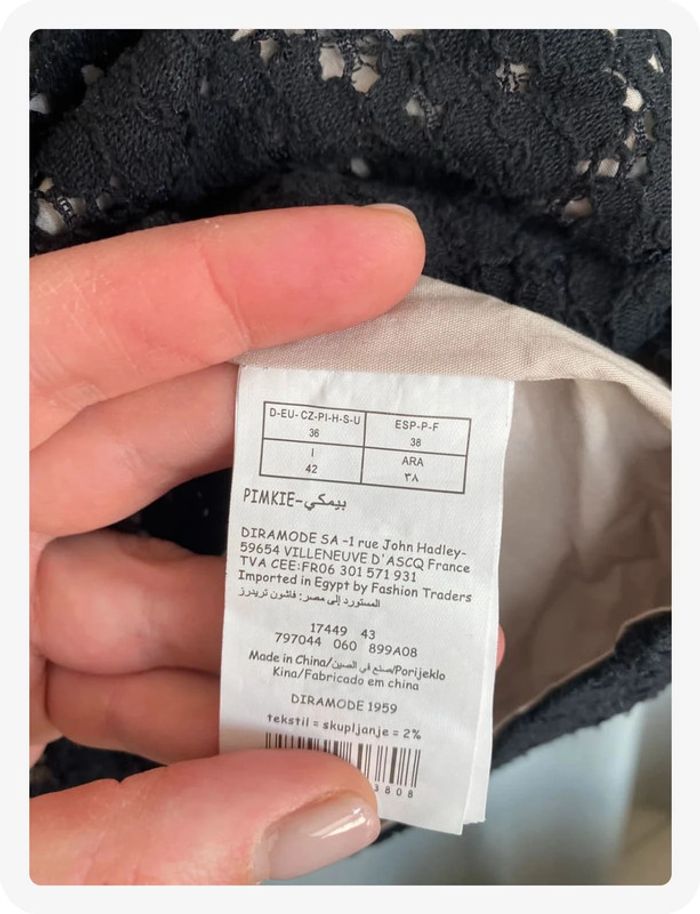 D-EU-CZ-PI-H-S-U
36
ESP-P-F
38
I
42
ARA
٣٨
PIMKIE-بيمكي
DIRAMODE SA -1 rue John Hadley-
59654 VILLENEUVE D'ASCQ France
TVA CEE:FR06 301 571 931
Imported in Egypt by Fashion Traders
المستورد إلى مصر: فاشون تريدرز
17449 43
797044 060 899A08
Made in China/صنع في الصين/Porijeklo
Kina/Fabricado em china
DIRAMODE 1959
tekstil = skupljanje = 2%
3808